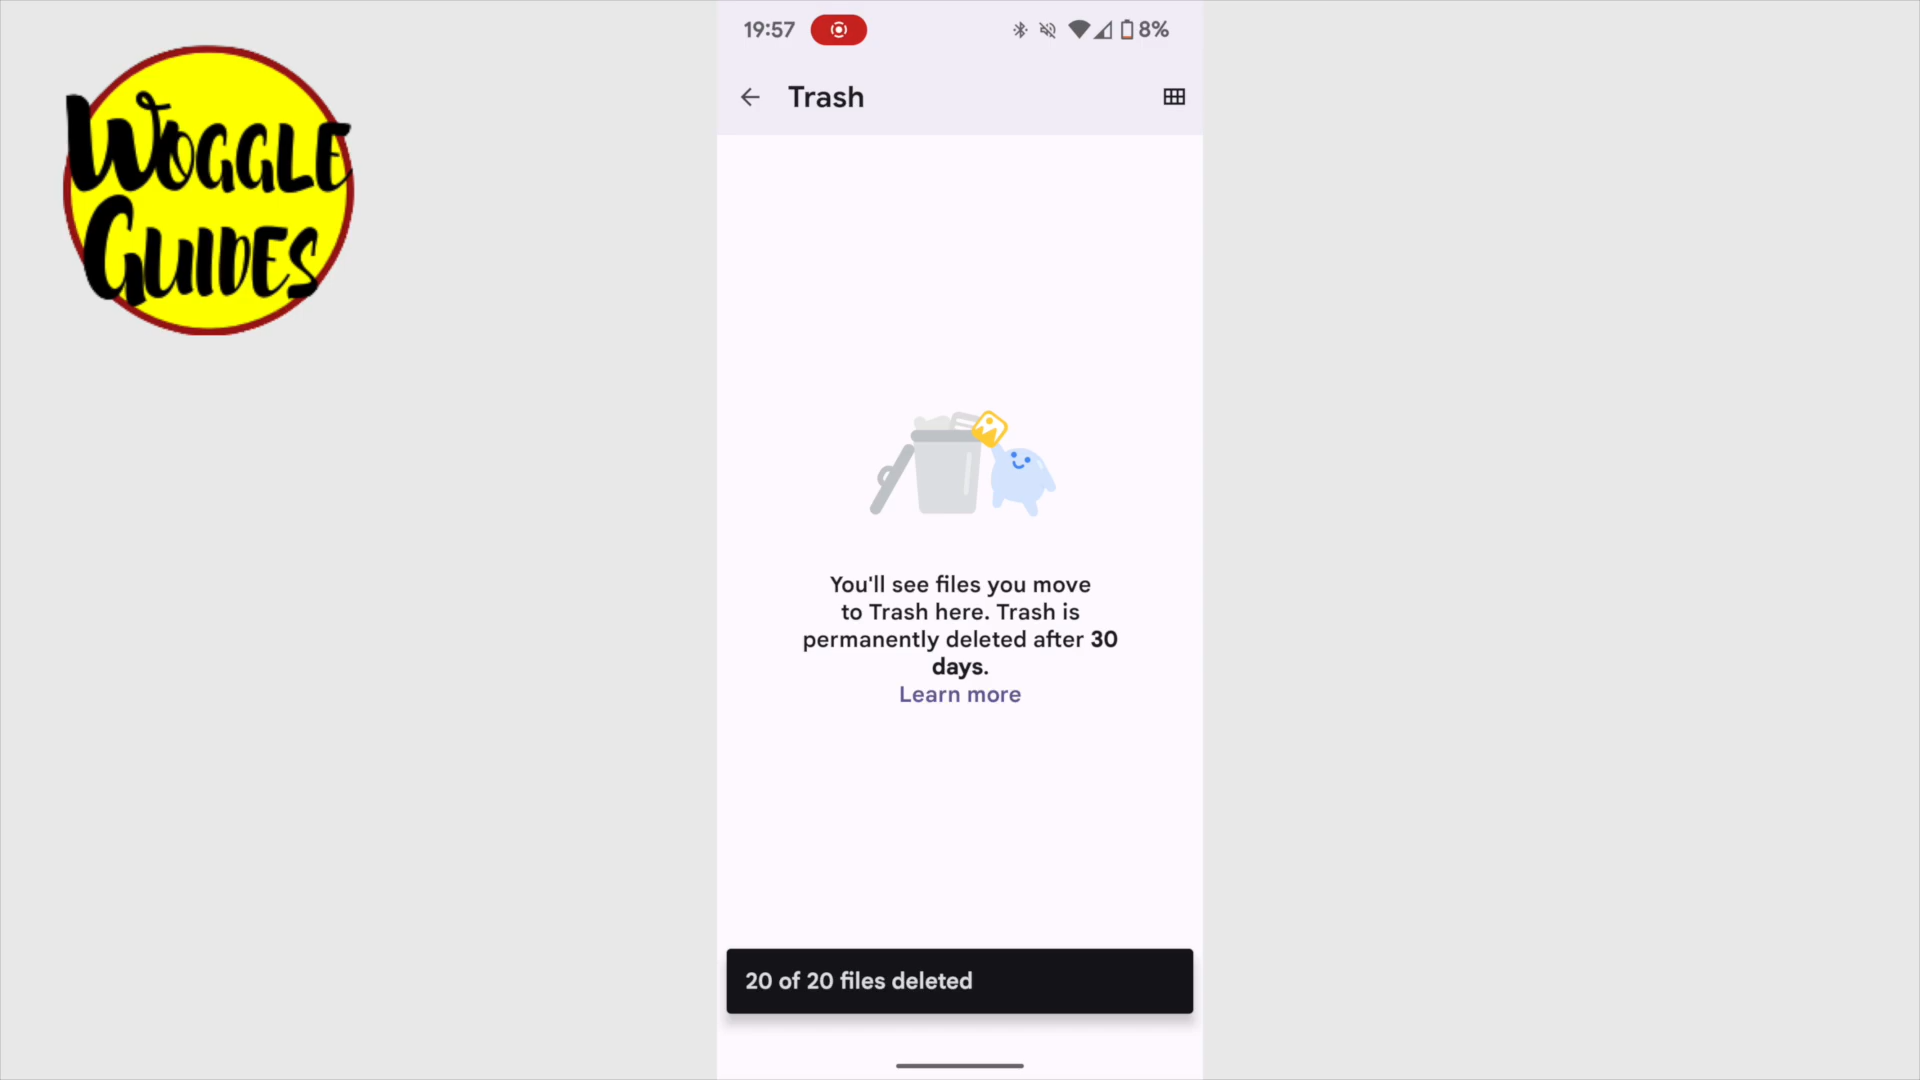 WOGGLE
GUIDES
19:57
8%
Trash
You'll see files you move
to Trash here. Trash is
permanently deleted after 30
days.
Learn more
20 of 20 files deleted